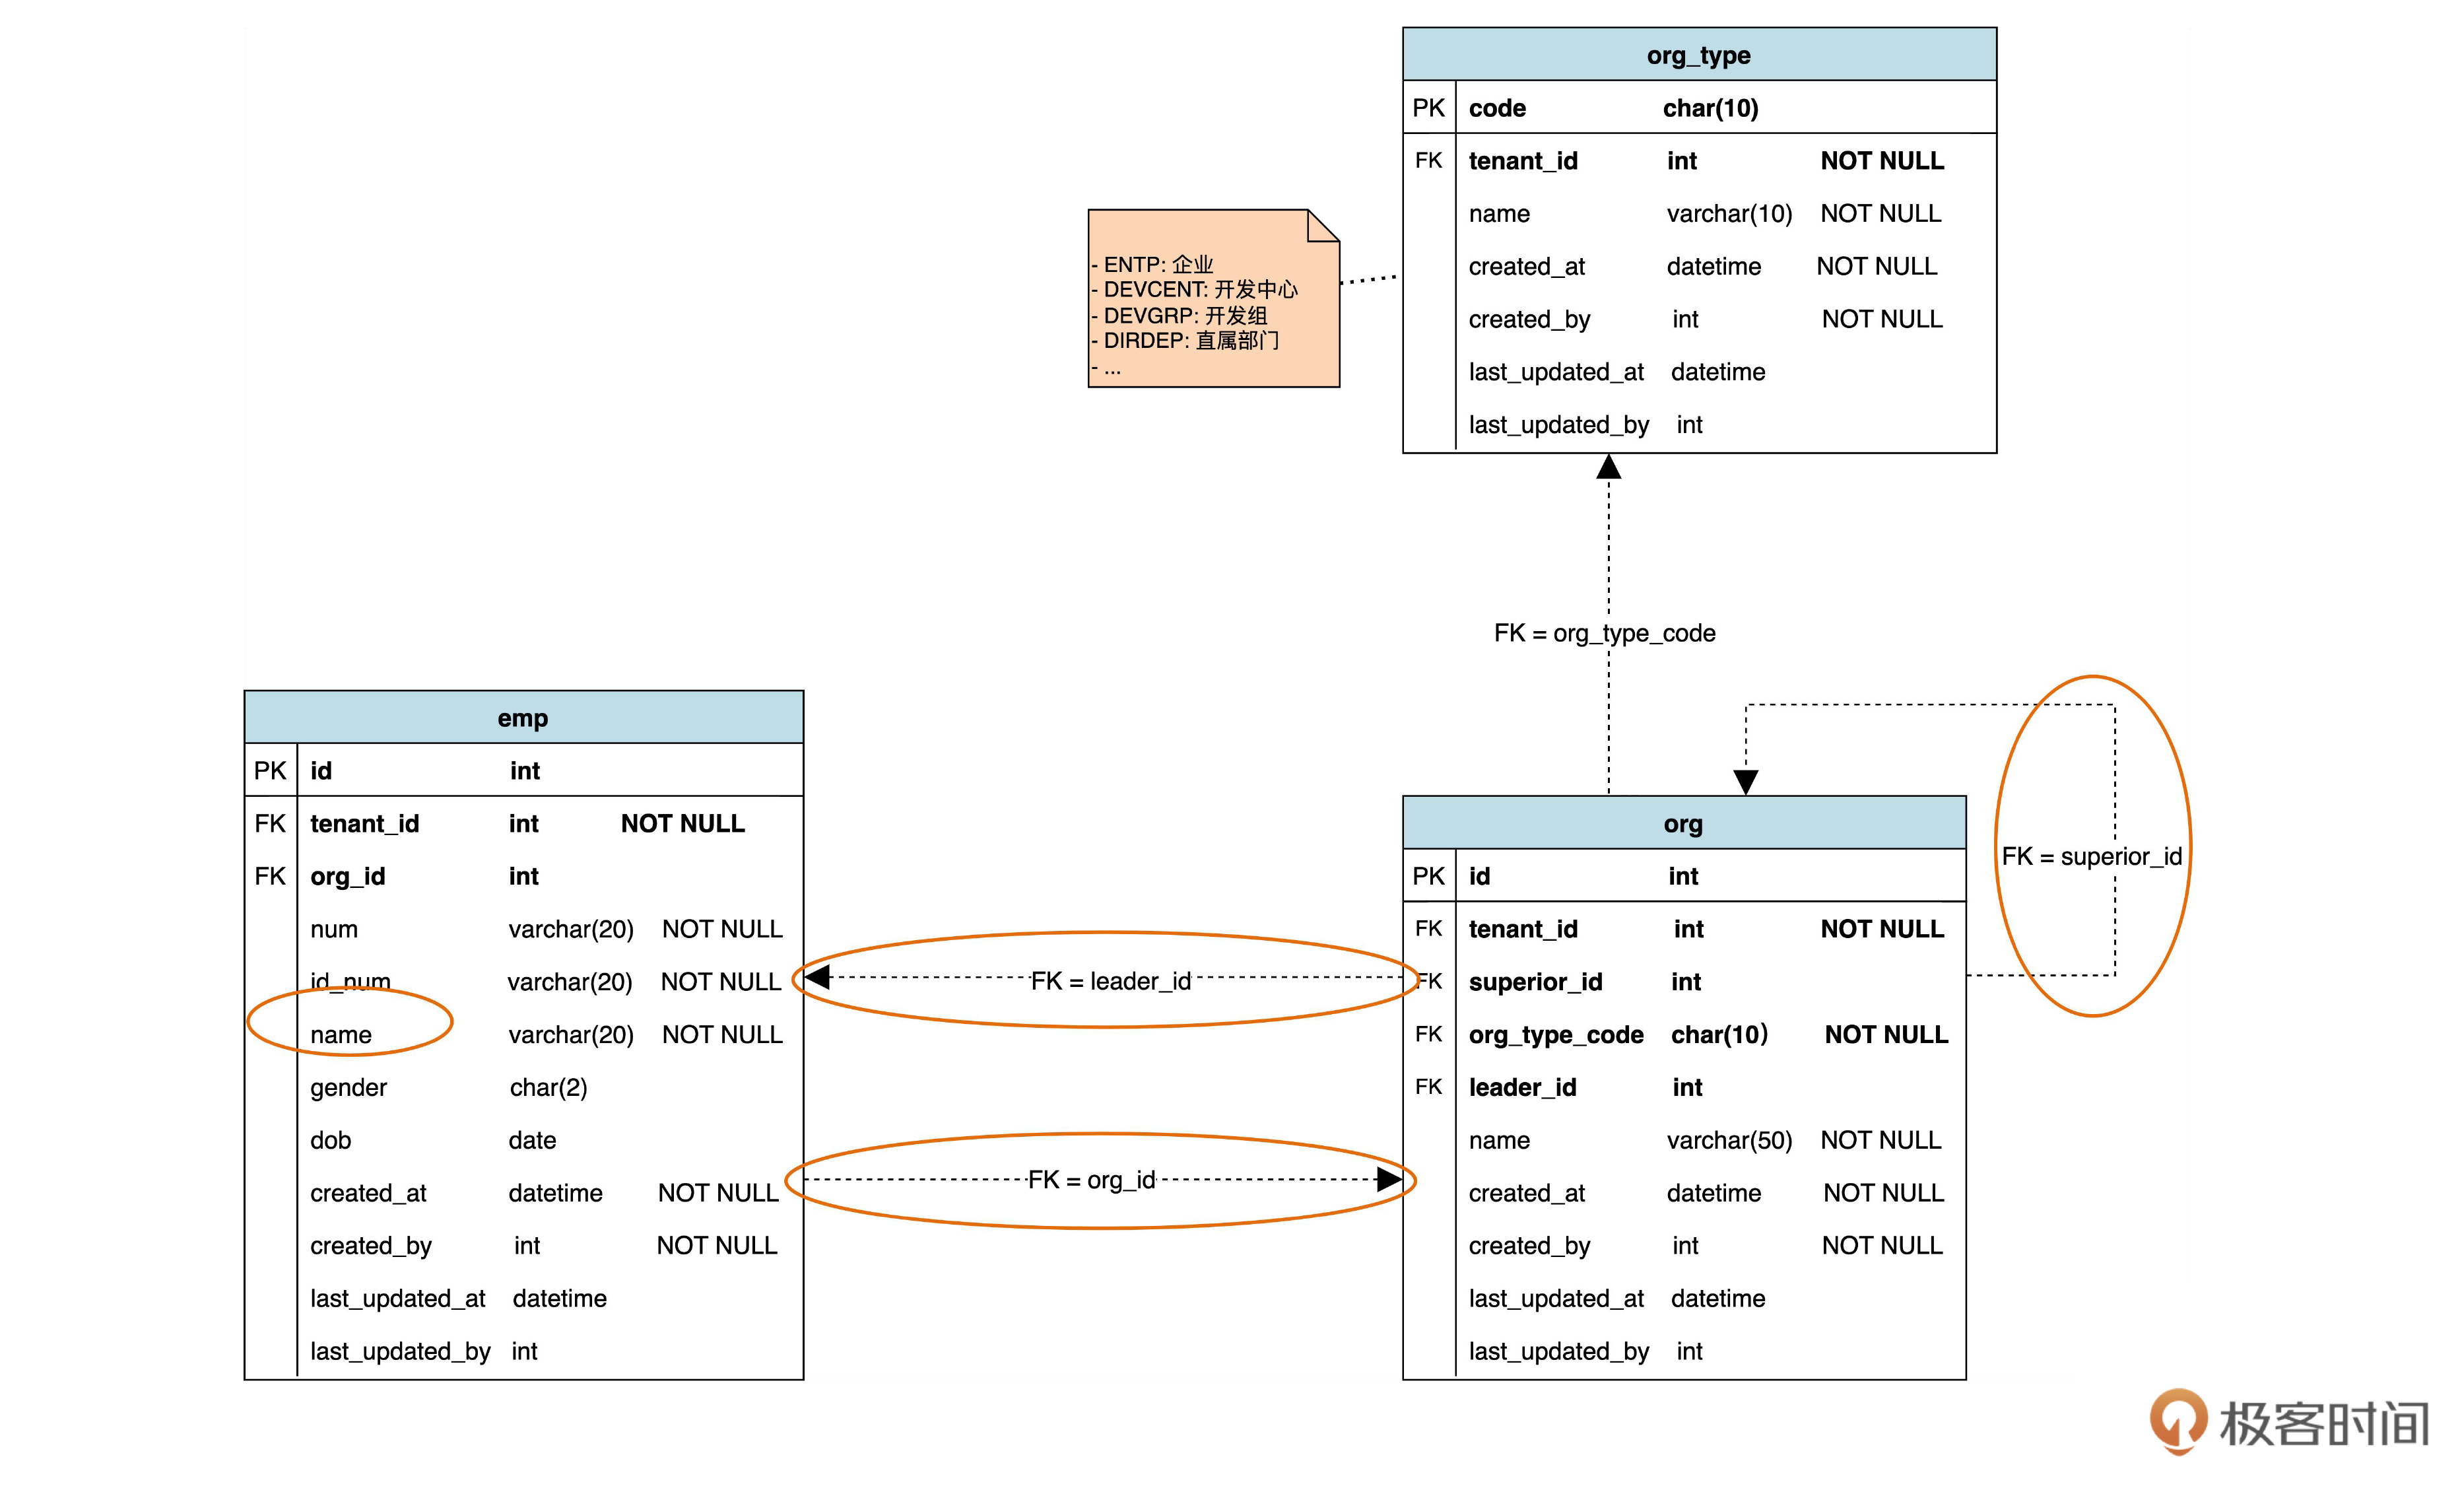 org_type
PK code char(10)
FK tenant_id int NOT NULL
name varchar(10) NOT NULL
created_at datetime NOT NULL
created_by int NOT NULL
last_updated_at datetime
last_updated_by int
- ENTP: 企业
- DEVCENT: 开发中心
- DEVGRP: 开发组
- DIRDEP: 直属部门
- ...
FK = org_type_code
emp
PK id int
FK tenant_id int NOT NULL
FK org_id int
num varchar(20) NOT NULL
id_num varchar(20) NOT NULL
name varchar(20) NOT NULL
gender char(2)
dob date
created_at datetime NOT NULL
created_by int NOT NULL
last_updated_at datetime
last_updated_by int
FK = leader_id
FK = org_id
org
PK id int
FK tenant_id int NOT NULL
FK superior_id int
FK org_type_code char(10） NOT NULL
FK leader_id int
name varchar(50) NOT NULL
created_at datetime NOT NULL
created_by int NOT NULL
last_updated_at datetime
last_updated_by int
FK = superior_id
极客时间